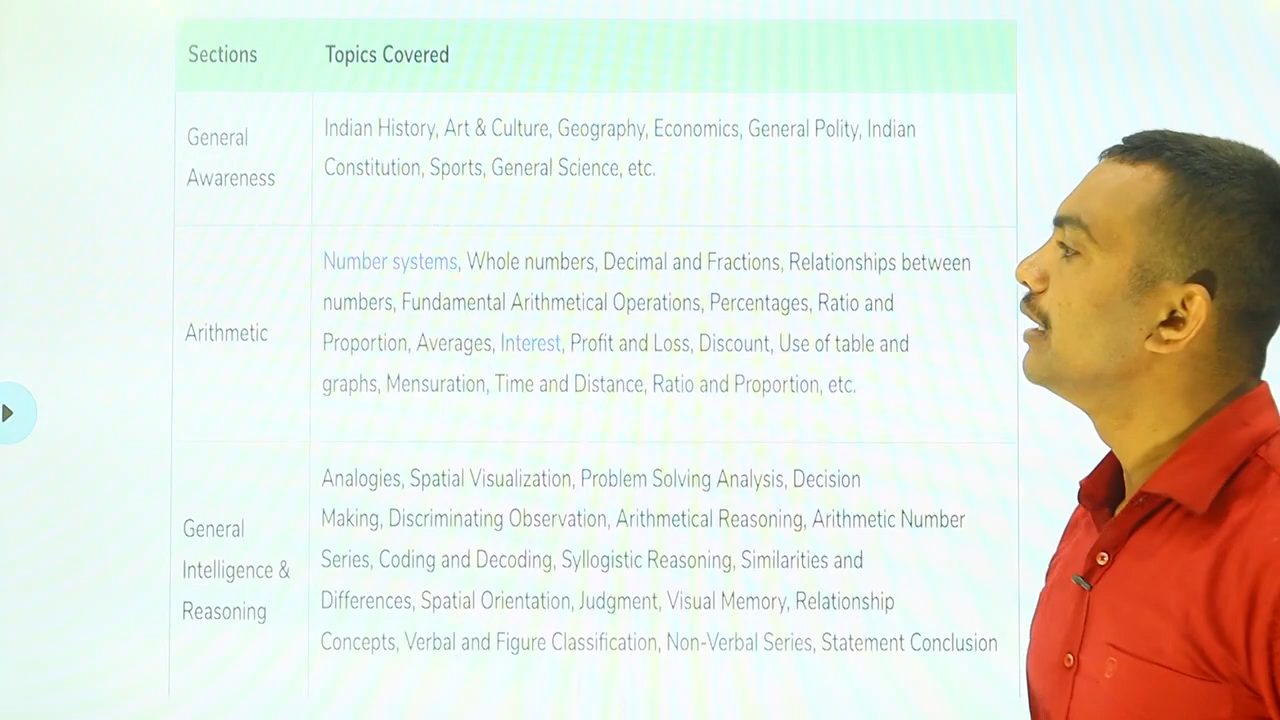 Sections Topics Covered
General
Awareness
Indian History, Art & Culture, Geography, Economics, General Polity, Indian
Constitution, Sports, General Science, etc.
Arithmetic
Number systems, Whole numbers, Decimal and Fractions, Relationships between
numbers, Fundamental Arithmetical Operations, Percentages, Ratio and
Proportion, Averages, Interest, Profit and Loss, Discount, Use of table and
graphs, Mensuration, Time and Distance, Ratio and Proportion, etc.
General
Intelligence &
Reasoning
Analogies, Spatial Visualization, Problem Solving Analysis, Decision
Making, Discriminating Observation, Arithmetical Reasoning, Arithmetic Number
Series, Coding and Decoding, Syllogistic Reasoning, Similarities and
Differences, Spatial Orientation, Judgment, Visual Memory, Relationship
Concepts, Verbal and Figure Classification, Non-Verbal Series, Statement Conclusion